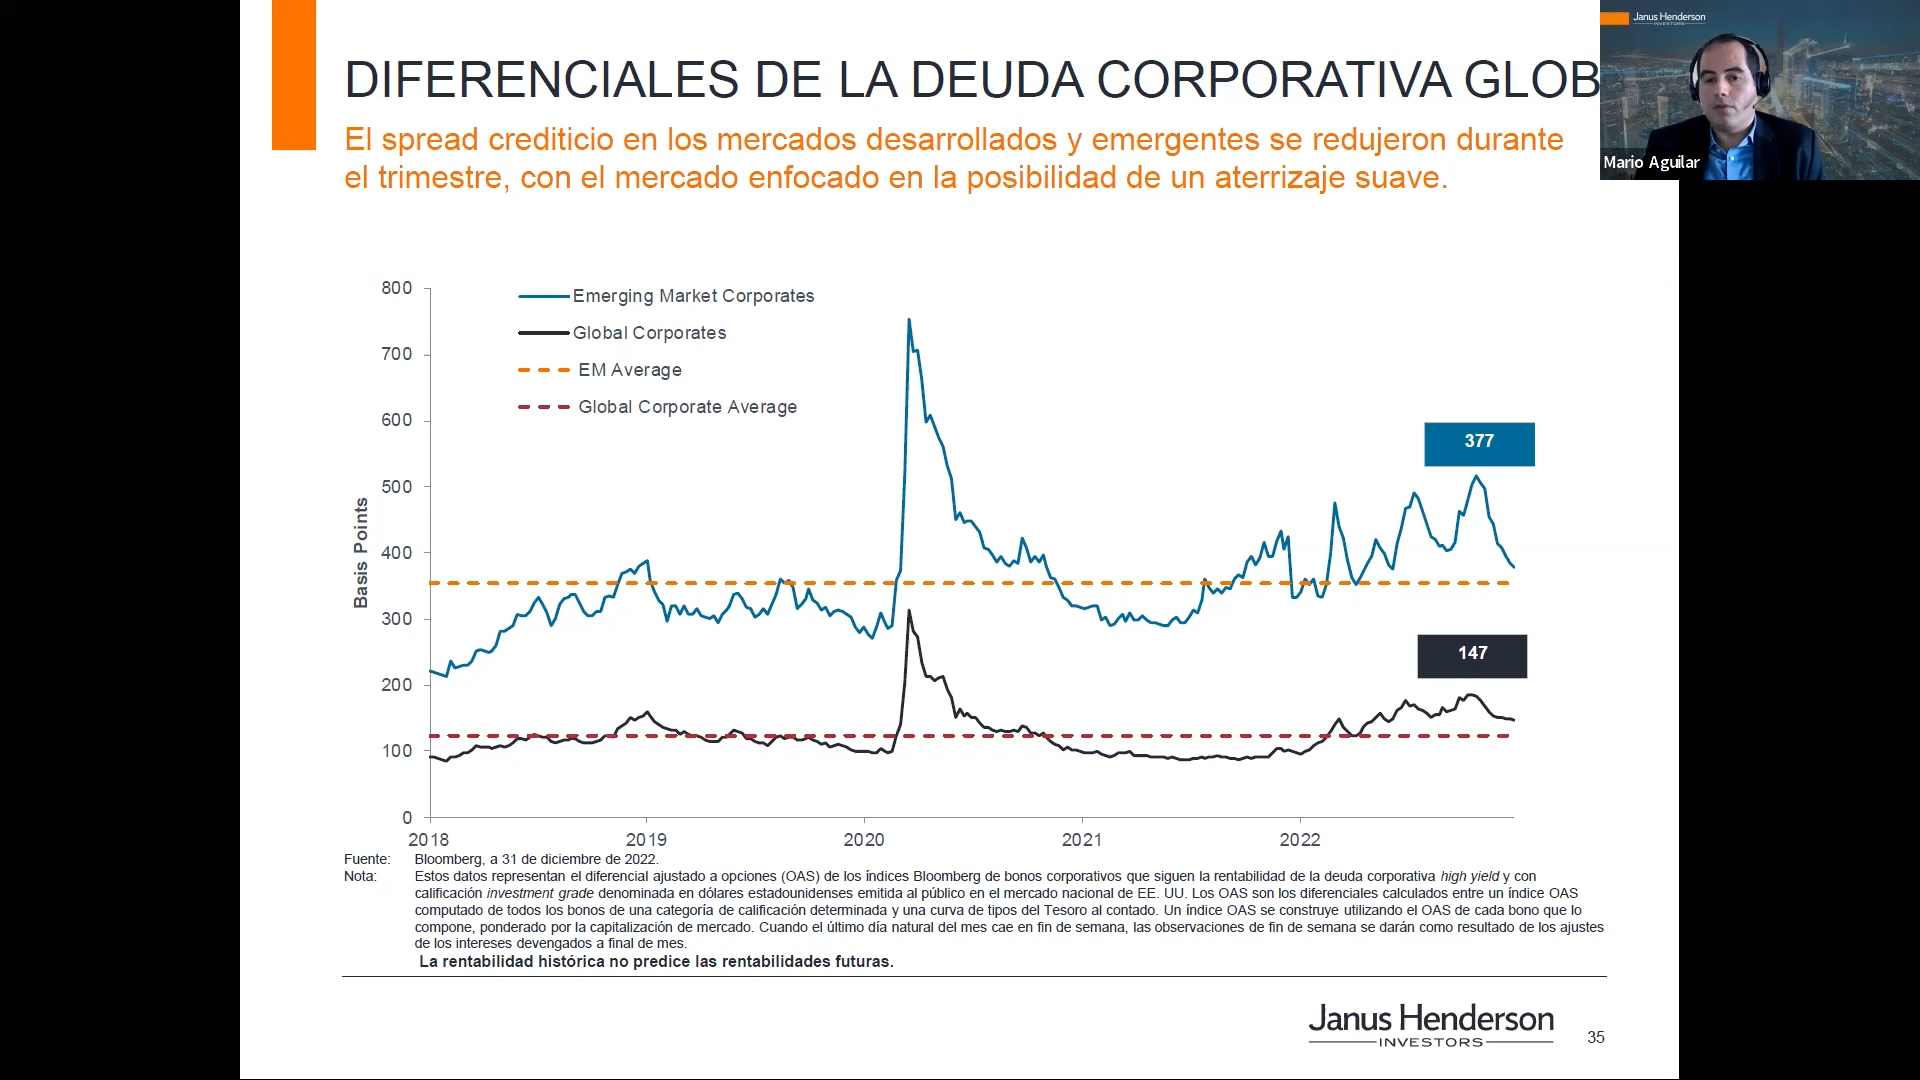 DIFERENCIALES DE LA DEUDA CORPORATIVA GLOB
El spread crediticio en los mercados desarrollados y emergentes se redujeron durante
el trimestre, con el mercado enfocado en la posibilidad de un aterrizaje suave.
Janus Henderson
INVESTORS
Mario Aguilar
800
700
600
500
400
300
200
100
0
Basis Points
Emerging Market Corporates
Global Corporates
EM Average
Global Corporate Average
377
147
2018
2019
2020
2021
2022
Fuente: Bloomberg, a 31 de diciembre de 2022.
Nota: Estos datos representan el diferencial ajustado a opciones (OAS) de los índices Bloomberg de bonos corporativos que siguen la rentabilidad de la deuda corporativa high yield y con
calificación investment grade denominada en dólares estadounidenses emitida al público en el mercado nacional de EE. UU. Los OAS son los diferenciales calculados entre un índice OAS
computado de todos los bonos de una categoría de calificación determinada y una curva de tipos del Tesoro al contado. Un índice OAS se construye utilizando el OAS de cada bono que lo
compone, ponderado por la capitalización de mercado. Cuando el último día natural del mes cae en fin de semana, las observaciones de fin de semana se darán como resultado de los ajustes
de los intereses devengados a final de mes.
La rentabilidad histórica no predice las rentabilidades futuras.
Janus Henderson
INVESTORS
35